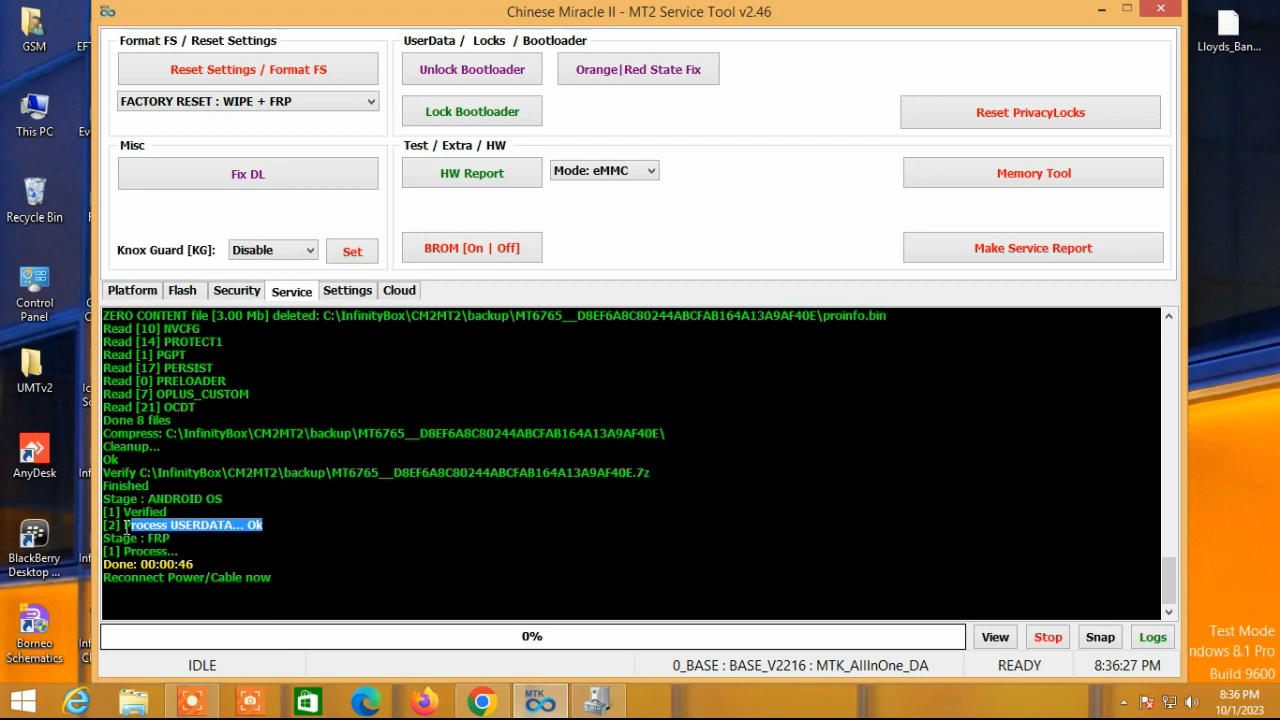 Chinese Miracle II - MT2 Service Tool v2.46
GSM
EFT
This PC
Ev
Recycle Bin
Control
Panel
UMTv2
Ic
Sc
AnyDesk
Inf
BlackBerry
Desktop ...
Inf
Borneo
Schematics
Inf
Lloyds_Ban...
Format FS / Reset Settings
Reset Settings / Format FS
FACTORY RESET : WIPE + FRP
UserData / Locks / Bootloader
Unlock Bootloader
Orange|Red State Fix
Lock Bootloader
Reset PrivacyLocks
Misc
Fix DL
Knox Guard [KG]:
Disable
Set
Test / Extra / HW
HW Report
Mode: eMMC
Memory Tool
BROM [On | Off]
Make Service Report
Platform
Flash
Security
Service
Settings
Cloud
ZERO CONTENT file [3.00 Mb] deleted: C:\InfinityBox\CM2MT2\backup\MT6765__D8EF6A8C80244ABCFAB164A13A9AF40E\proinfo.bin
Read [10] NVCFG
Read [14] PROTECT1
Read [1] PGPT
Read [17] PERSIST
Read [0] PRELOADER
Read [7] OPLUS_CUSTOM
Read [21] OCDT
Done 8 files
Compress: C:\InfinityBox\CM2MT2\backup\MT6765__D8EF6A8C80244ABCFAB164A13A9AF40E\
Cleanup...
Ok
Verify C:\InfinityBox\CM2MT2\backup\MT6765__D8EF6A8C80244ABCFAB164A13A9AF40E.7z
Finished
Stage : ANDROID OS
[1] Verified
[2] Process USERDATA... Ok
Stage : FRP
[1] Process...
Done: 00:00:46
Reconnect Power/Cable now
0%
View
Stop
Snap
Logs
IDLE
0_BASE : BASE_V2216 : MTK_AllInOne_DA
READY
8:36:27 PM
Test Mode
ndows 8.1 Pro
Build 9600
MTK
8:36 PM
10/1/2023